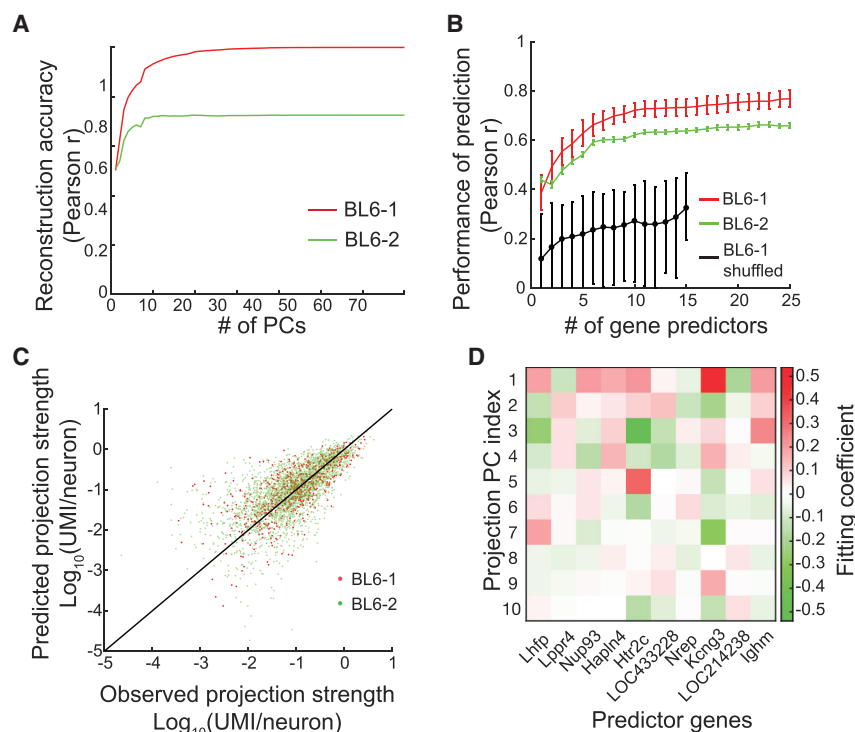 A
Reconstruction accuracy
(Pearson r)
1
0.8
0.6
0.4
0.2
0
0
10
20
30
40
50
60
70
# of PCs
BL6-1
BL6-2
B
Performance of prediction
(Pearson r)
1
0.8
0.6
0.4
0.2
0
0
5
10
15
20
25
# of gene predictors
BL6-1
BL6-2
BL6-1
shuffled
C
Predicted projection strength
Log10(UMI/neuron)
1
-0
-1
-2
-3
-4
-5
-5
-4
-3
-2
-1
0
1
Observed projection strength
Log10(UMI/neuron)
BL6-1
BL6-2
D
Projection PC index
1
2
3
4
5
6
7
8
9
10
Lhfp
Lppr4
Nup93
Hapln4
Htr2c
LOC433228
Nrep
Kcng3
LOC214238
Ighm
Predictor genes
0.5
0.4
0.3
0.2
0.1
0
-0.1
-0.2
-0.3
-0.4
-0.5
Fitting coefficient